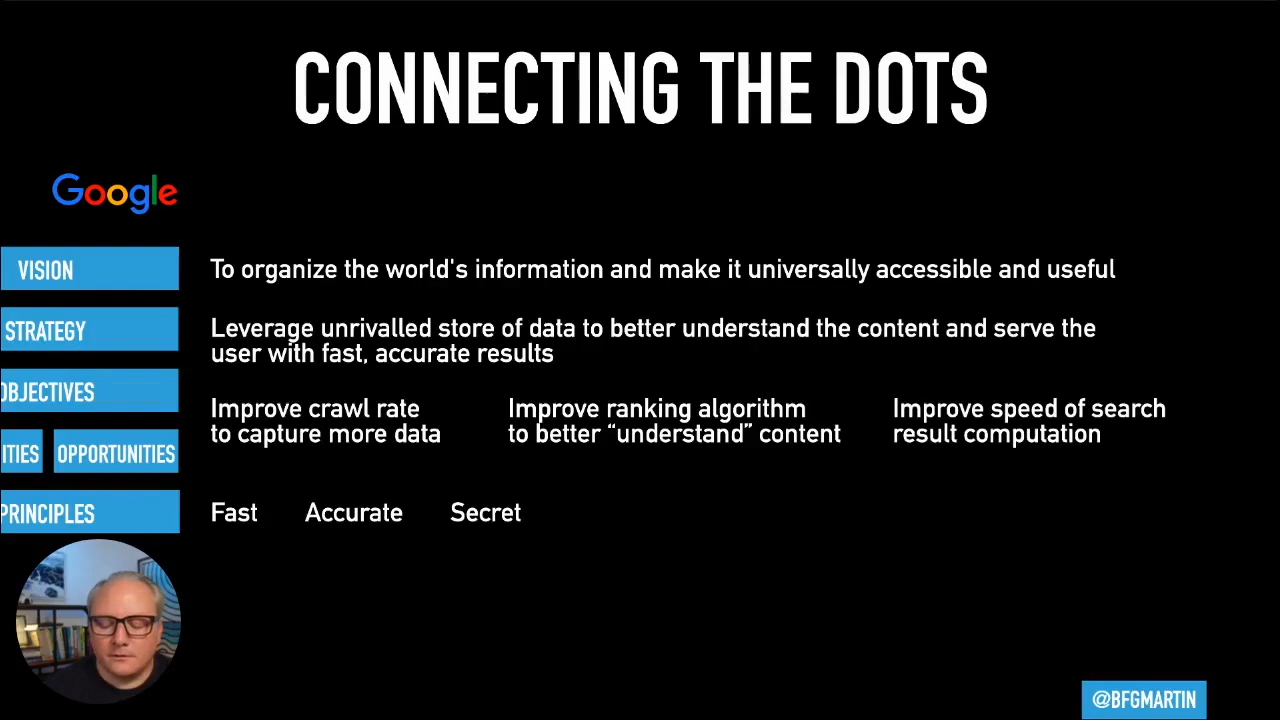 CONNECTING THE DOTS
Google
VISION
To organize the world's information and make it universally accessible and useful
STRATEGY
Leverage unrivalled store of data to better understand the content and serve the
user with fast, accurate results
OBJECTIVES
Improve crawl rate
to capture more data
Improve ranking algorithm
to better “understand” content
Improve speed of search
result computation
ITIES
OPPORTUNITIES
PRINCIPLES
Fast Accurate Secret
@BFGMARTIN